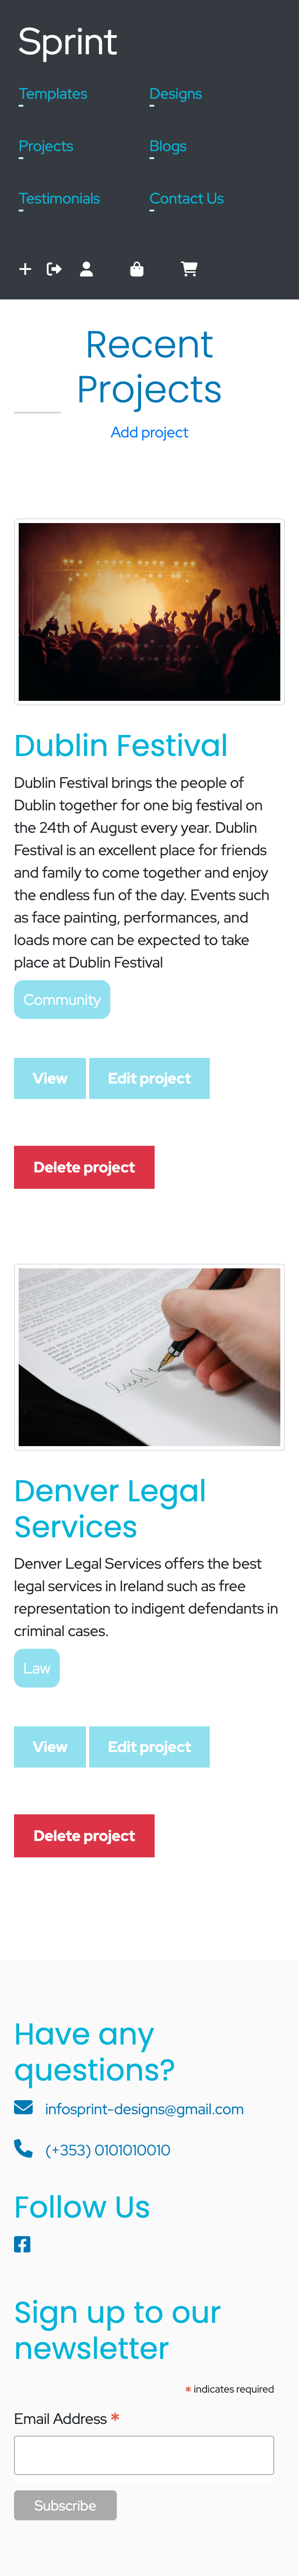 Sprint
Templates
Designs
Projects
Blogs
Testimonials
Contact Us
Recent
Projects
Add project
Dublin Festival
Dublin Festival brings the people of
Dublin together for one big festival on
the 24th of August every year. Dublin
Festival is an excellent place for friends
and family to come together and enjoy
the endless fun of the day. Events such
as face painting, performances, and
loads more can be expected to take
place at Dublin Festival
Community
View Edit project
Delete project
Denver Legal
Services
Denver Legal Services offers the best
legal services in Ireland such as free
representation to indigent defendants in
criminal cases.
Law
View Edit project
Delete project
Have any
questions?
infosprint-designs@gmail.com
(+353) 0101010010
Follow Us
Sign up to our
newsletter
* indicates required
Email Address *
Subscribe